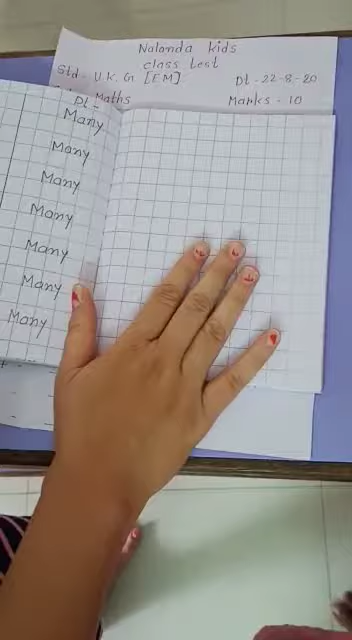 Nalanda kids
class test
Std - U.K.G [EM]
Dt - 22-8-20
Maths
Marks - 10
Dt -
Many
Many
Many
Many
Many
Many
Many